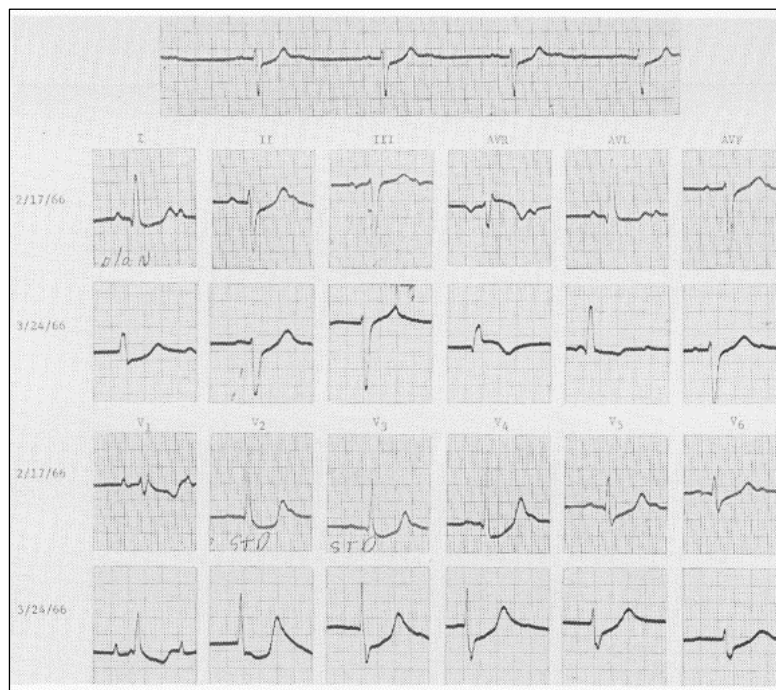 I II III AVR AVL AVF
2/17/66
3/24/66
V1 V2 V3 V4 V5 V6
2/17/66
STD STD
3/24/66